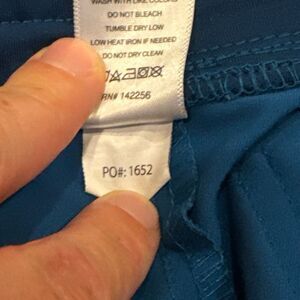 WASH WITH LIKE COLORS
DO NOT BLEACH
TUMBLE DRY LOW
LOW HEAT IRON IF NEEDED
DO NOT DRY CLEAN
RN# 142256
PO#: 1652